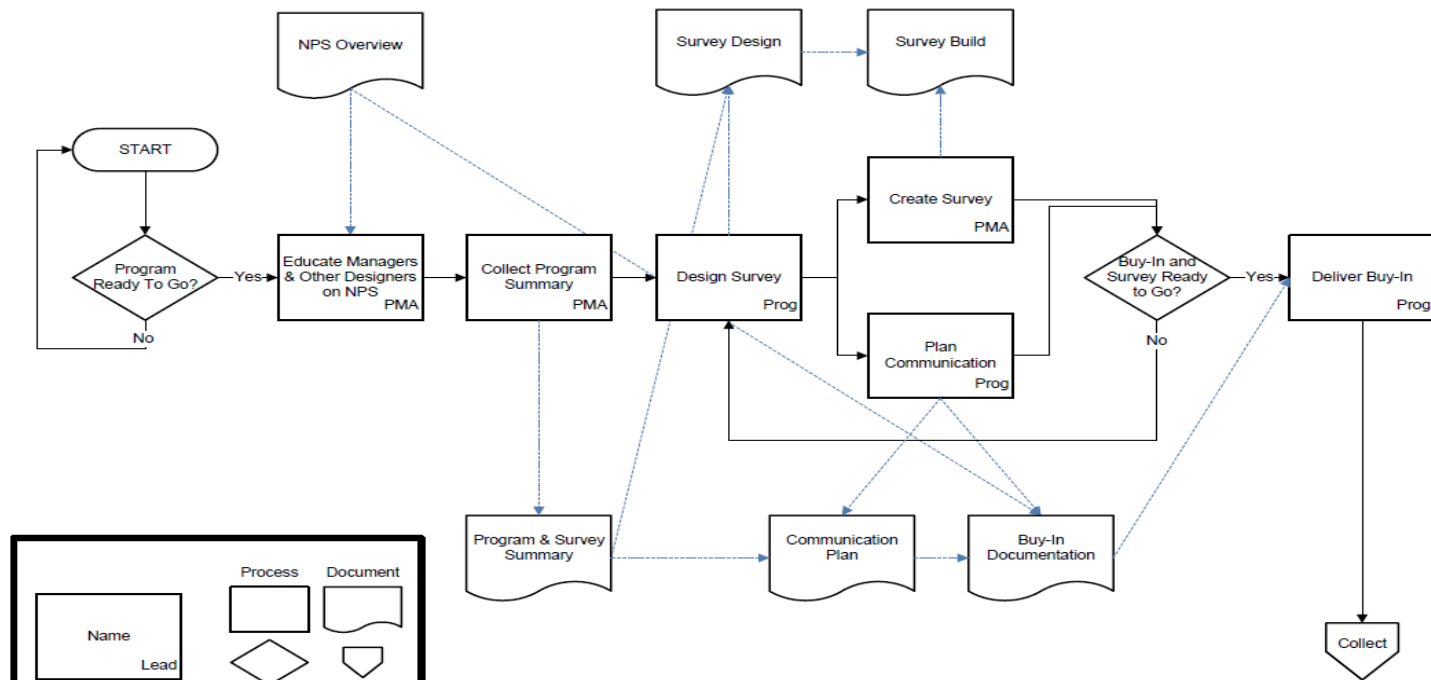 NPS Overview
Survey Design
Survey Build
START
Create Survey
PMA
Program
Ready To Go?
Yes
No
Educate Managers
& Other Designers
on NPS
PMA
Collect Program
Summary
PMA
Design Survey
Prog
Buy-In and
Survey Ready
to Go?
Yes
No
Deliver Buy-In
Prog
Plan
Communication
Prog
Program & Survey
Summary
Communication
Plan
Buy-In
Documentation
Process
Document
Name
Lead
Collect